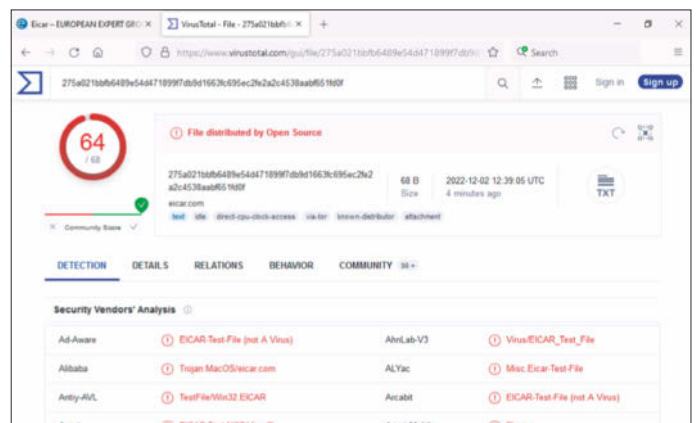 Eicar – EUROPEAN EXPERT GRO
VirusTotal - File - 275a021bbfb6
https://www.virustotal.com/gui/file/275a021bbfb6489e54d471899f7db9d1
Search
275a021bbfb6489e54d471899f7db9d1663fc695ec2fe2a2c4538aabf651fd0f
Sign in
Sign up
64
/ 68
File distributed by Open Source
275a021bbfb6489e54d471899f7db9d1663fc695ec2fe2
a2c4538aabf651fd0f
eicar.com
68 B
Size
2022-12-02 12:39:05 UTC
4 minutes ago
TXT
text idle direct-cpu-clock-access via-tor known-distributor attachment
Community Score
DETECTION DETAILS RELATIONS BEHAVIOR COMMUNITY 30 +
Security Vendors' Analysis
Ad-Aware EICAR-Test-File (not A Virus) AhnLab-V3 Virus/EICAR_Test_File
Alibaba Trojan:MacOS/eicar.com ALYac Misc.Eicar-Test-File
Antiy-AVL TestFile/Win32.EICAR Arcabit EICAR-Test-File (not A Virus)